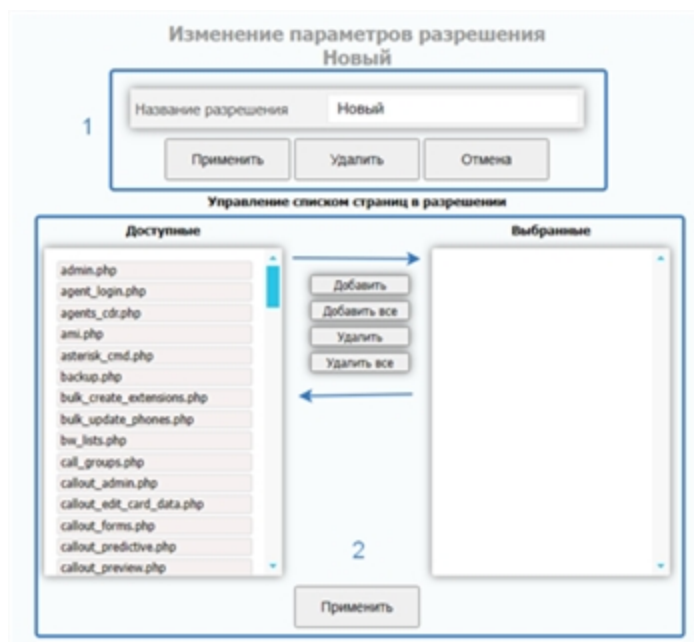 Изменение параметров разрешения
Новый
1
Название разрешения Новый
Применить Удалить Отмена
Управление списком страниц в разрешении
Доступные Выбранные
admin.php
agent_login.php
agents_cdr.php
ami.php
asterisk_cmd.php
backup.php
bulk_create_extensions.php
bulk_update_phones.php
bw_lists.php
call_groups.php
callout_admin.php
callout_edit_card_data.php
callout_forms.php
callout_predictive.php
callout_preview.php
Добавить
Добавить все
Удалить
Удалить все
2
Применить